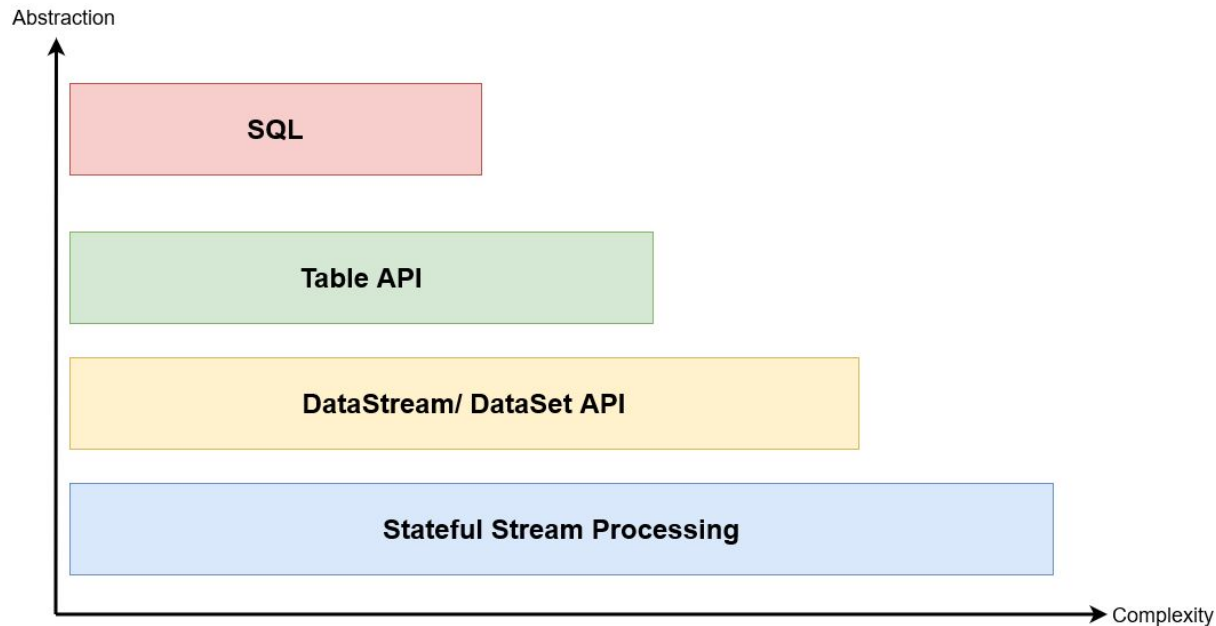 Abstraction
SQL
Table API
DataStream/ DataSet API
Stateful Stream Processing
Complexity